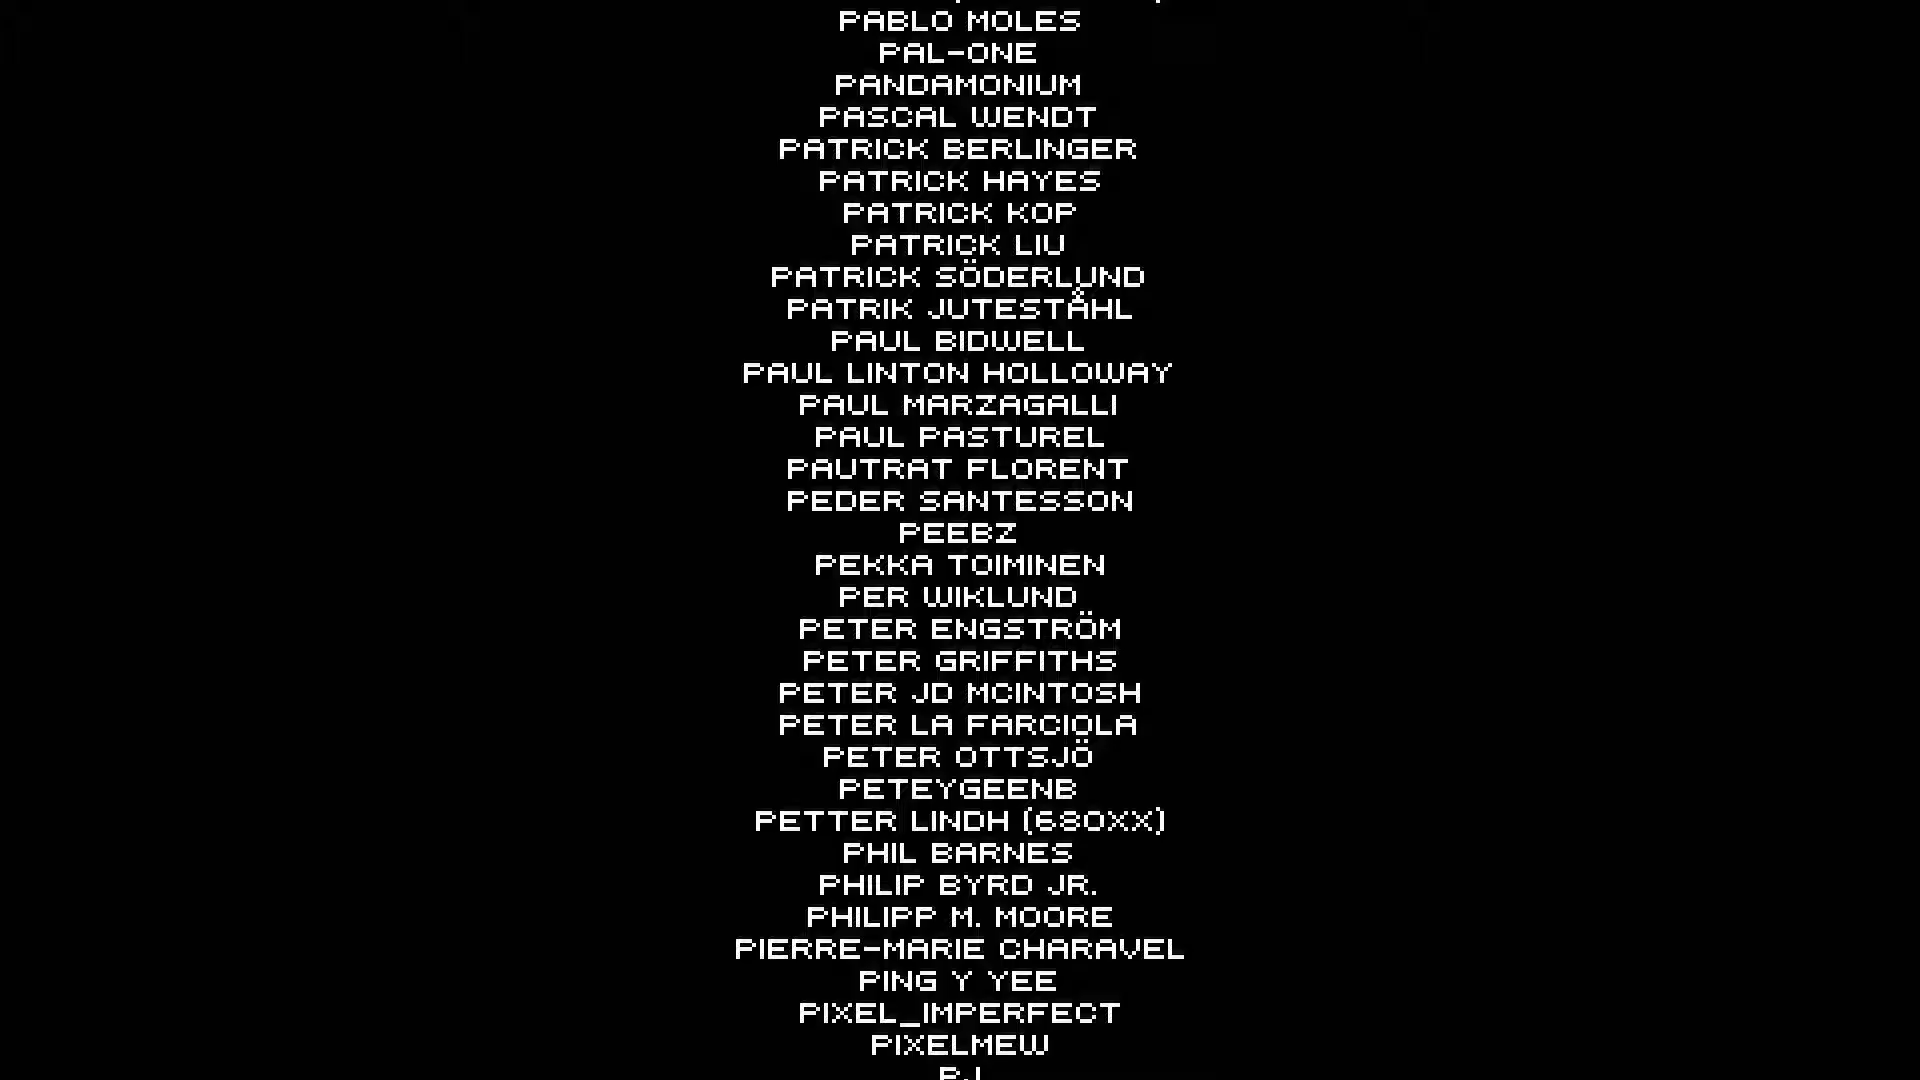 PABLO MOLES
PAL-ONE
PANDAMONIUM
PASCAL WENDT
PATRICK BERLINGER
PATRICK HAYES
PATRICK KOP
PATRICK LIU
PATRICK SÖDERLUND
PATRIK JUTESTÅHL
PAUL BIDWELL
PAUL LINTON HOLLOWAY
PAUL MARZAGALLI
PAUL PASTUREL
PAUTRAT FLORENT
PEDER SANTESSON
PEEBZ
PEKKA TOIMINEN
PER WIKLUND
PETER ENGSTRÖM
PETER GRIFFITHS
PETER JD MCINTOSH
PETER LA FARCIOLA
PETER OTTSJÖ
PETEYGEENB
PETTER LINDH (680XX)
PHIL BARNES
PHILIP BYRD JR.
PHILIPP M. MOORE
PIERRE-MARIE CHARAVEL
PING Y YEE
PIXEL_IMPERFECT
PIXELMEW